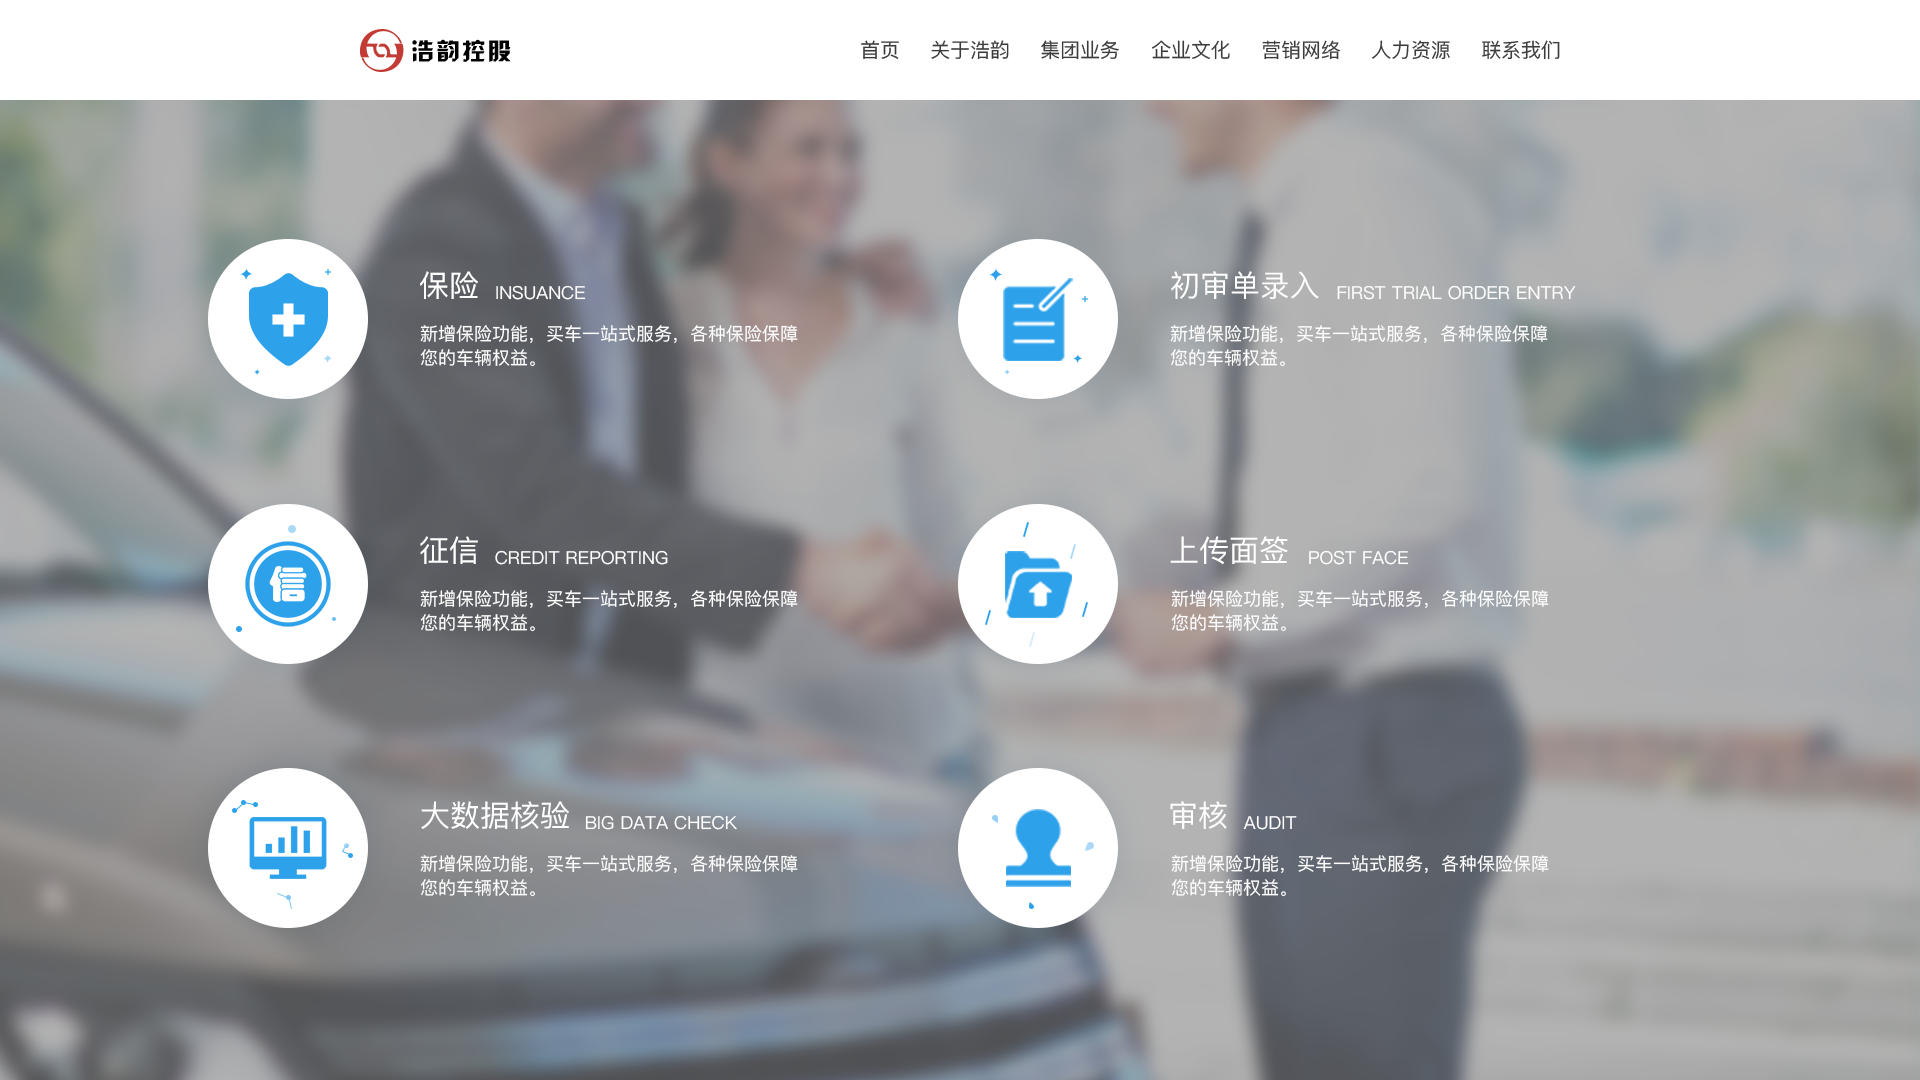 浩韵控股
首页 关于浩韵 集团业务 企业文化 营销网络 人力资源 联系我们
保险 INSUANCE
新增保险功能，买车一站式服务，各种保险保障
您的车辆权益。
初审单录入 FIRST TRIAL ORDER ENTRY
新增保险功能，买车一站式服务，各种保险保障
您的车辆权益。
征信 CREDIT REPORTING
新增保险功能，买车一站式服务，各种保险保障
您的车辆权益。
上传面签 POST FACE
新增保险功能，买车一站式服务，各种保险保障
您的车辆权益。
大数据核验 BIG DATA CHECK
新增保险功能，买车一站式服务，各种保险保障
您的车辆权益。
审核 AUDIT
新增保险功能，买车一站式服务，各种保险保障
您的车辆权益。